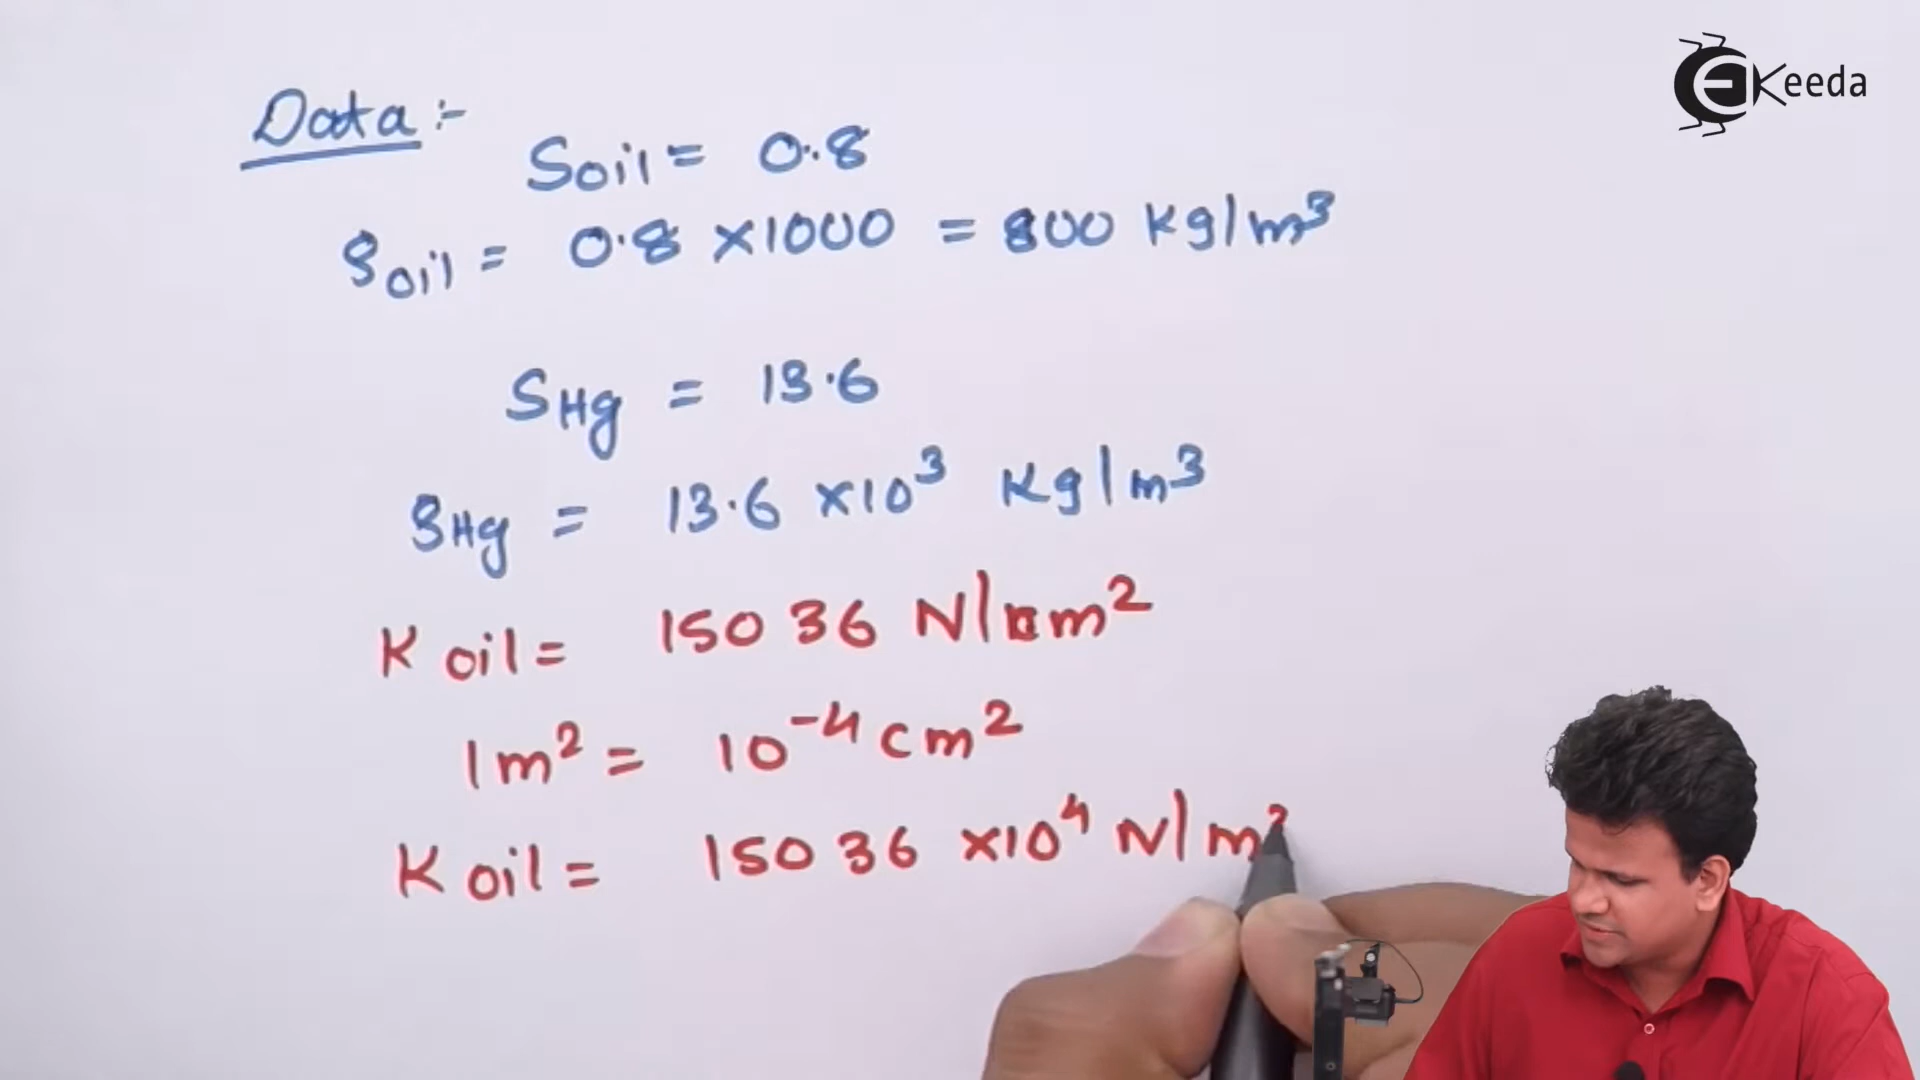 EKeeda
Data :-
Soil = 0.8
ρoil = 0.8 ×1000 = 800 Kg/m³
SHg = 13.6
ρHg = 13.6 ×10³ Kg/m³
K oil = 15036 N/cm²
1m² = 10⁻⁴ cm²
K oil = 15036 ×10⁴ N/m²